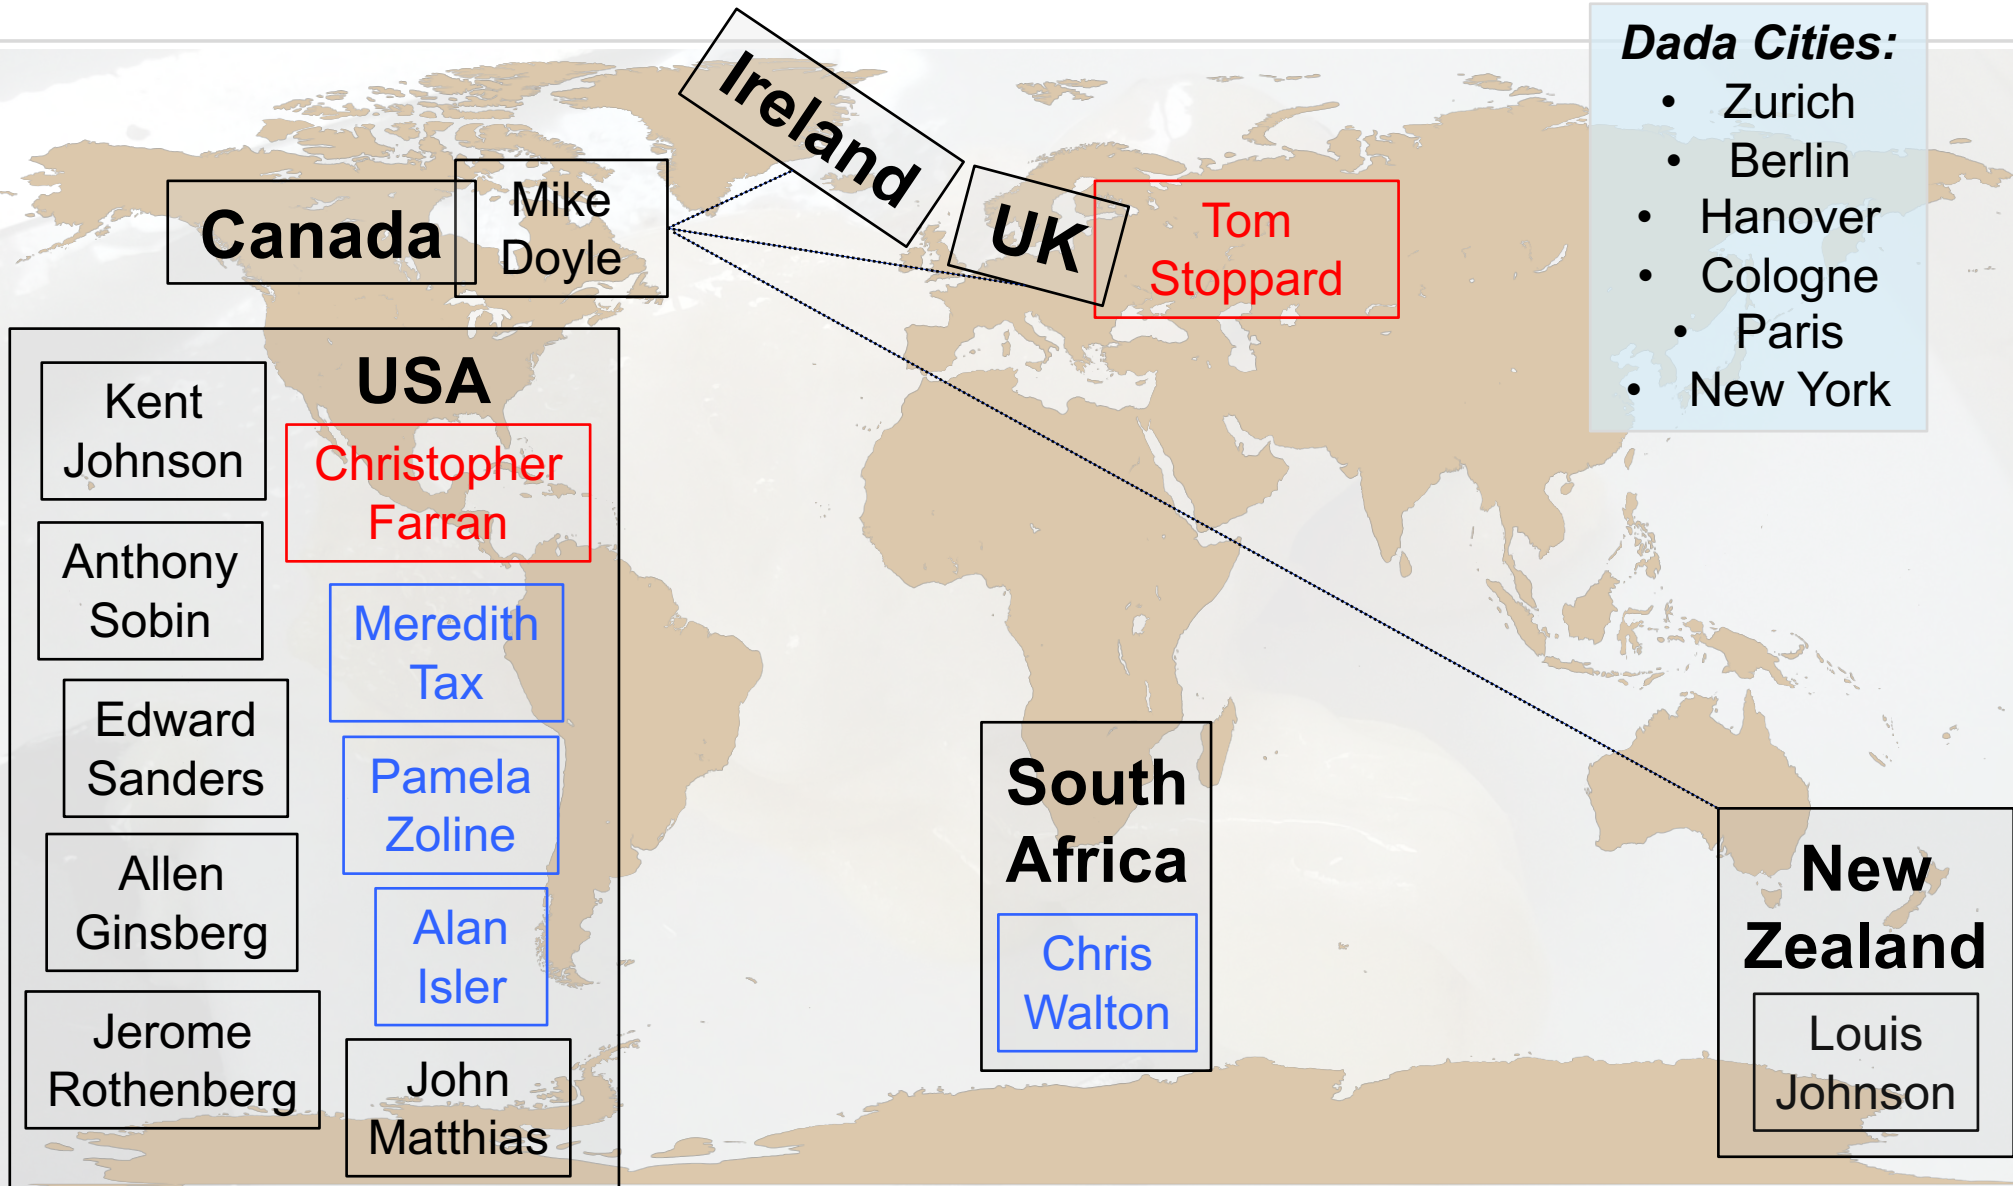 Dada Cities:
• Zurich
• Berlin
• Hanover
• Cologne
• Paris
• New York
Ireland
UK
Tom
Stoppard
Canada
Mike
Doyle
USA
Kent
Johnson
Christopher
Farran
Anthony
Sobin
Meredith
Tax
Edward
Sanders
Pamela
Zoline
Allen
Ginsberg
Alan
Isler
Jerome
Rothenberg
John
Matthias
South
Africa
Chris
Walton
New
Zealand
Louis
Johnson